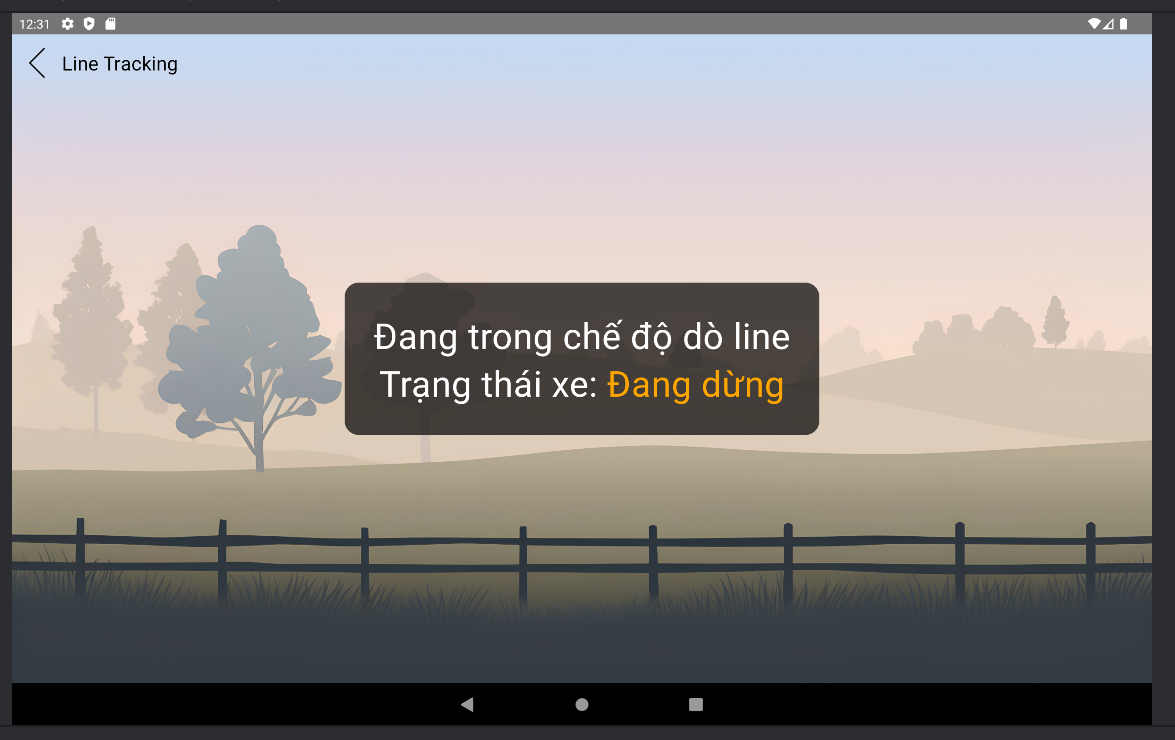 12:31
Line Tracking
Đang trong chế độ dò line
Trạng thái xe: Đang dừng